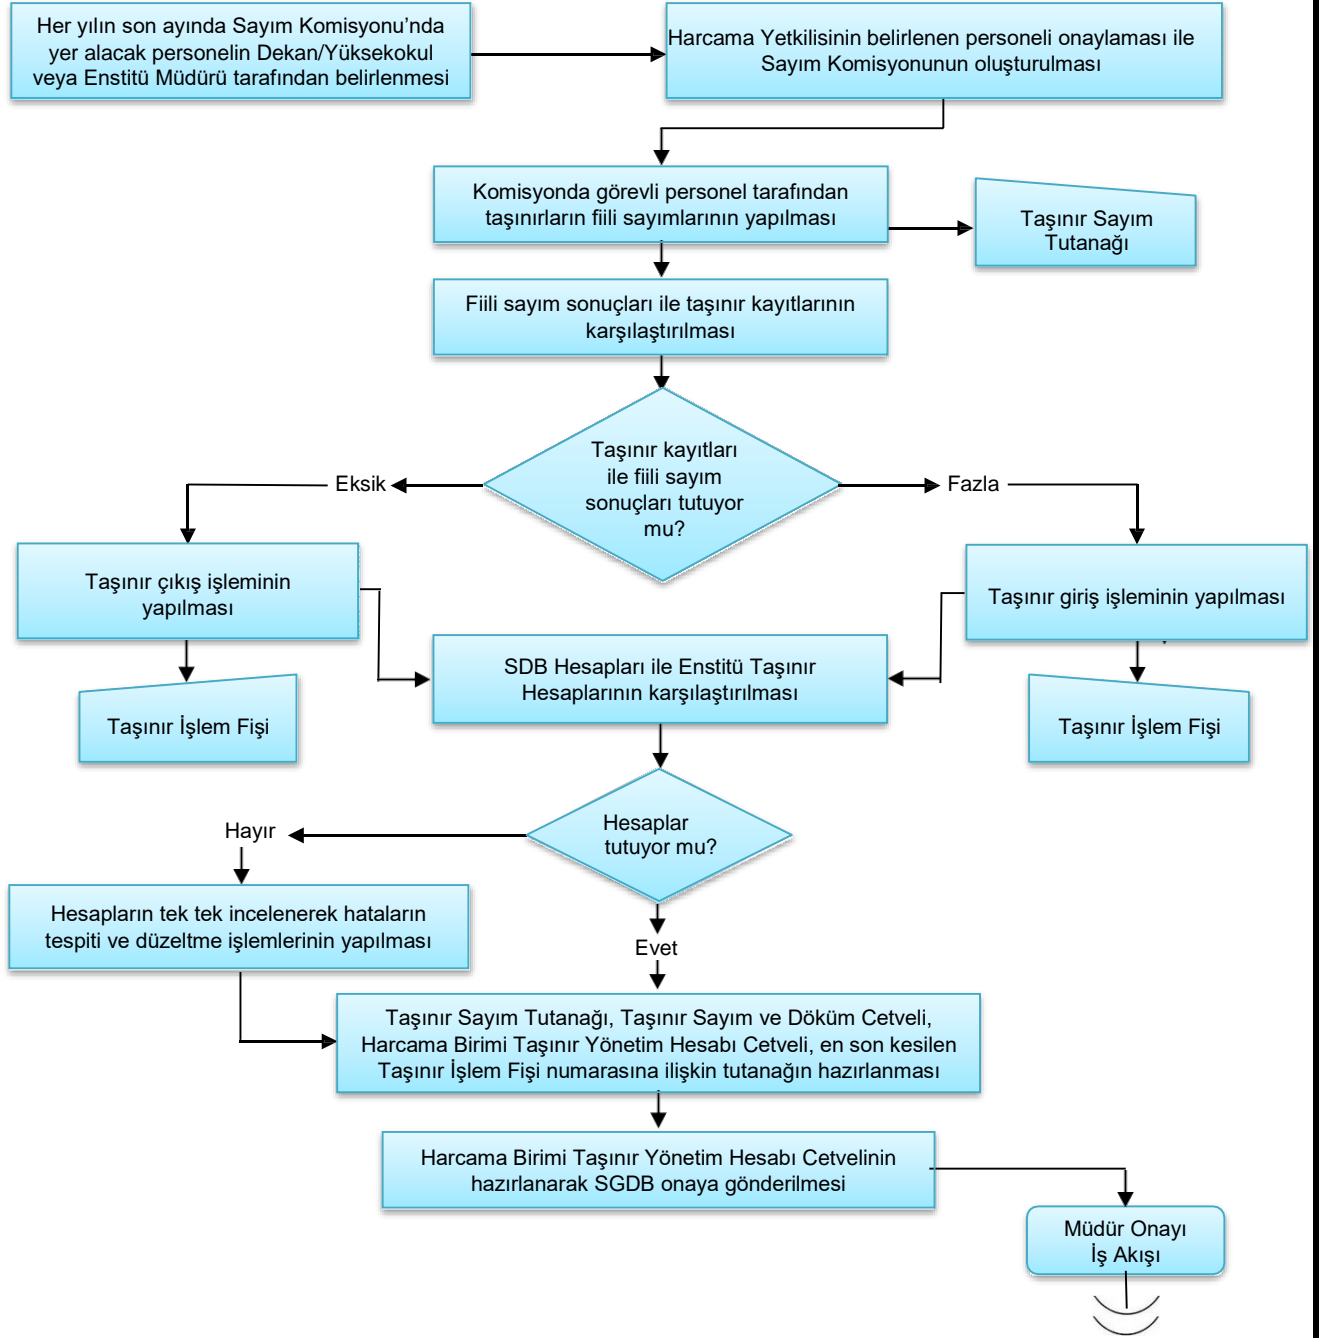 Her yılın son ayında Sayım Komisyonu’nda
yer alacak personelin Dekan/Yüksekokul
veya Enstitü Müdürü tarafından belirlenmesi
Harcama Yetkilisinin belirlenen personeli onaylaması ile
Sayım Komisyonunun oluşturulması
Komisyonda görevli personel tarafından
taşınırların fiili sayımlarının yapılması
Taşınır Sayım
Tutanağı
Fiili sayım sonuçları ile taşınır kayıtlarının
karşılaştırılması
Taşınır kayıtları
ile fiili sayım
sonuçları tutuyor
mu?
Eksik
Fazla
Taşınır çıkış işleminin
yapılması
Taşınır giriş işleminin yapılması
SDB Hesapları ile Enstitü Taşınır
Hesaplarının karşılaştırılması
Taşınır İşlem Fişi
Taşınır İşlem Fişi
Hesaplar
tutuyor mu?
Hayır
Hesapların tek tek incelenerek hataların
tespiti ve düzeltme işlemlerinin yapılması
Evet
Taşınır Sayım Tutanağı, Taşınır Sayım ve Döküm Cetveli,
Harcama Birimi Taşınır Yönetim Hesabı Cetveli, en son kesilen
Taşınır İşlem Fişi numarasına ilişkin tutanağın hazırlanması
Harcama Birimi Taşınır Yönetim Hesabı Cetvelinin
hazırlanarak SGDB onaya gönderilmesi
Müdür Onayı
İş Akışı